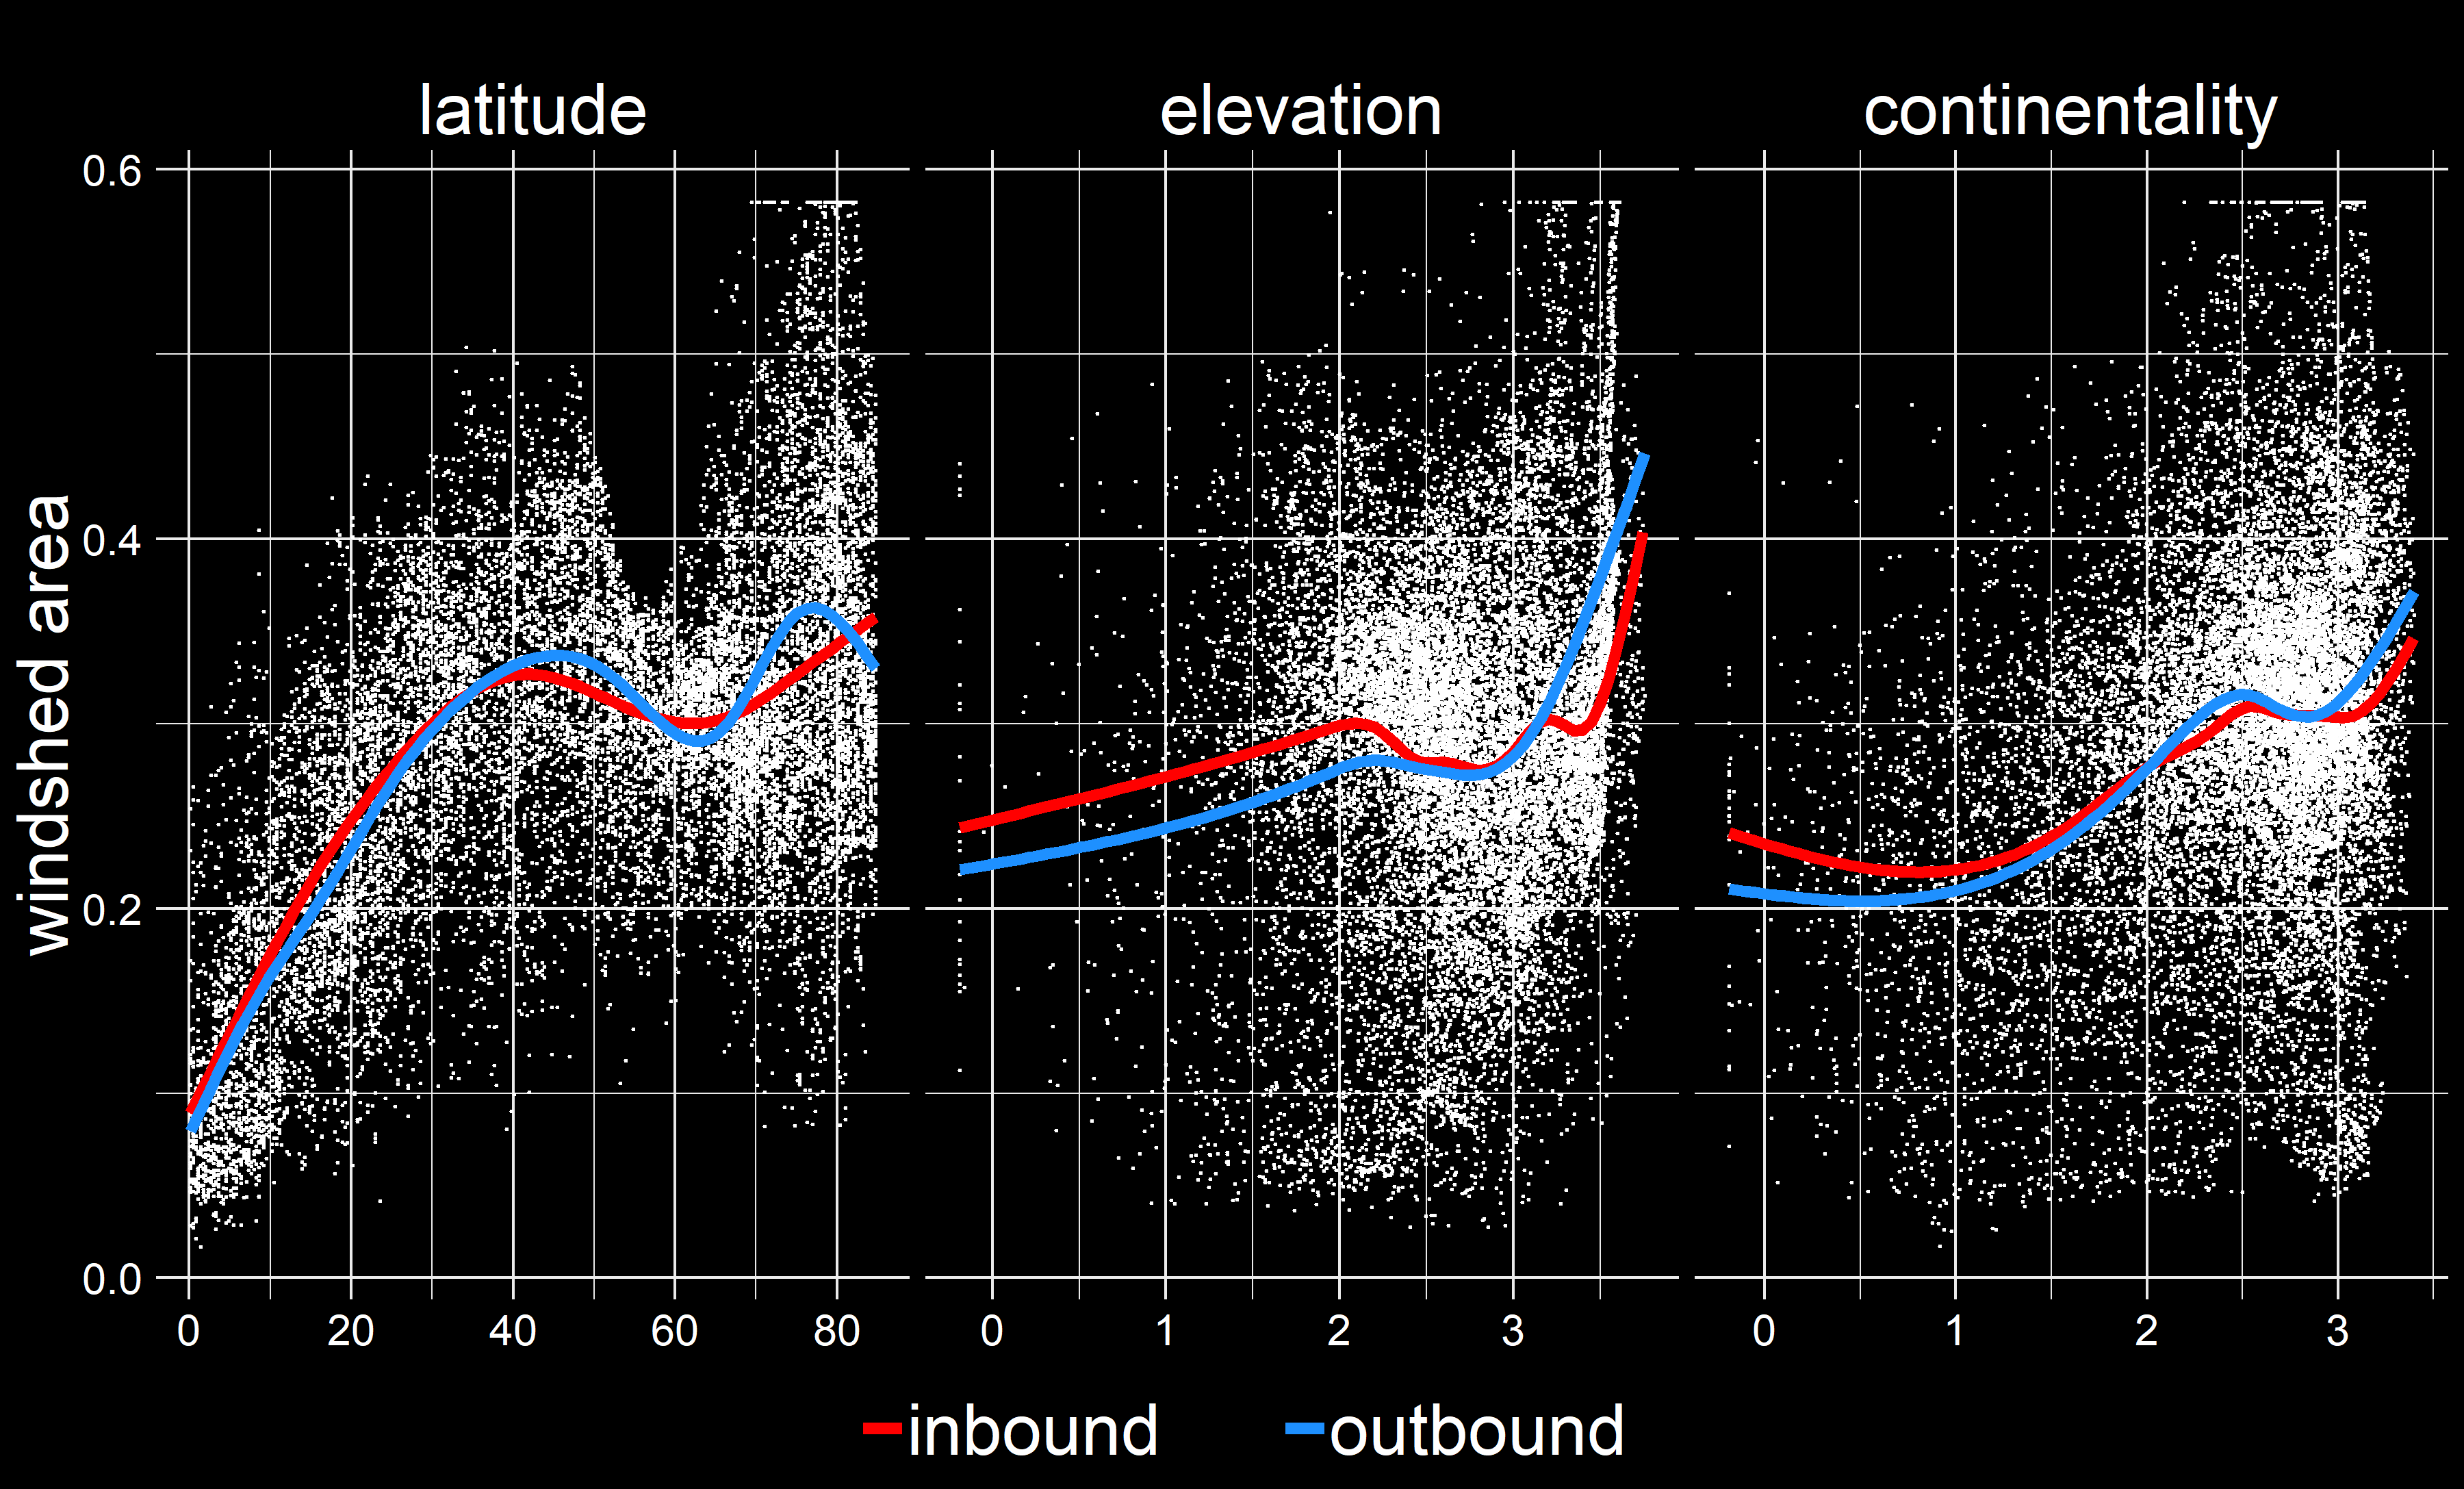 latitude elevation continentality
windshed area
0.6
0.4
0.2
0.0
0 20 40 60 80 0 1 2 3 0 1 2 3
inbound outbound